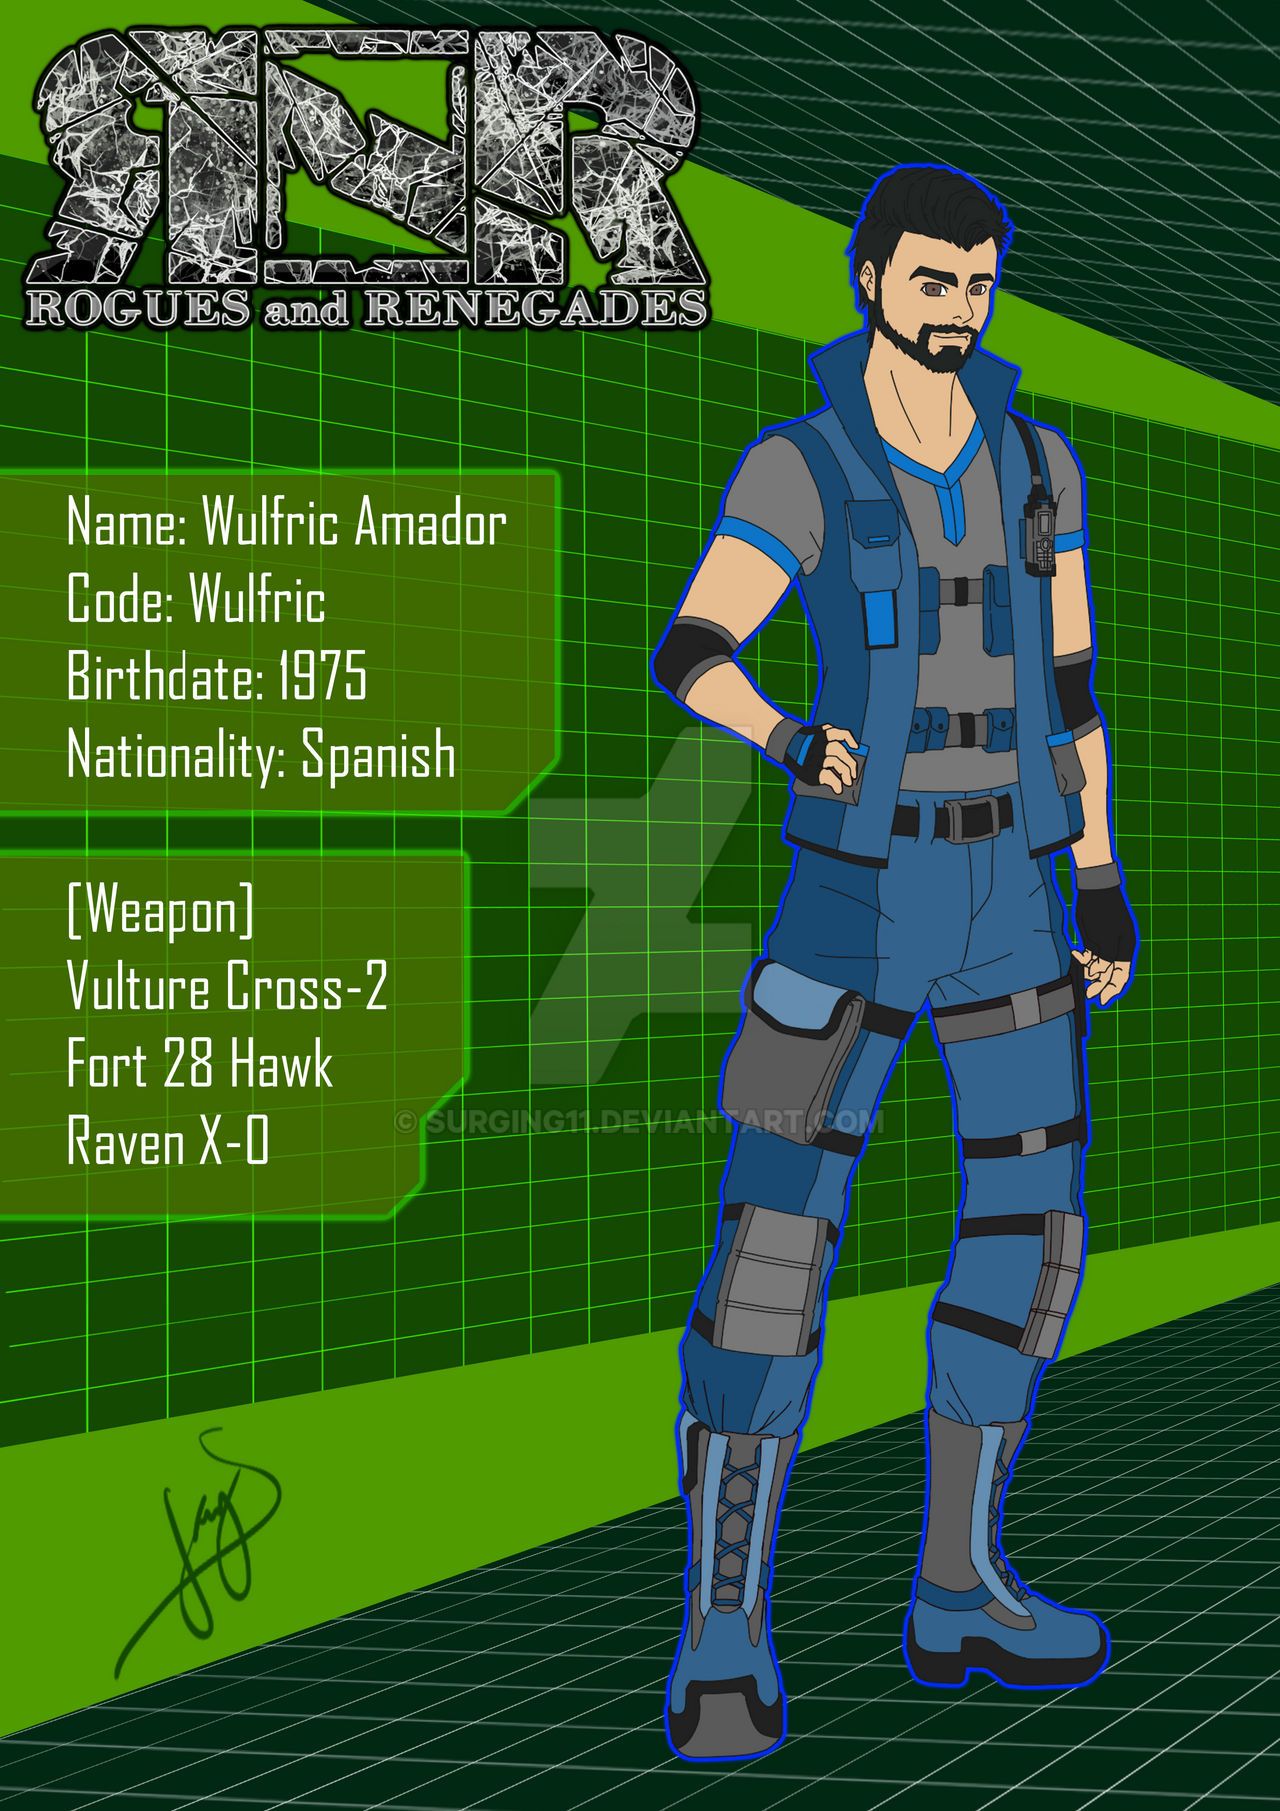 RNR
ROGUES and RENEGADES
Name: Wulfric Amador
Code: Wulfric
Birthdate: 1975
Nationality: Spanish
[Weapon]
Vulture Cross-2
Fort 28 Hawk
Raven X-0
© SURGING11.DEVIANTART.COM